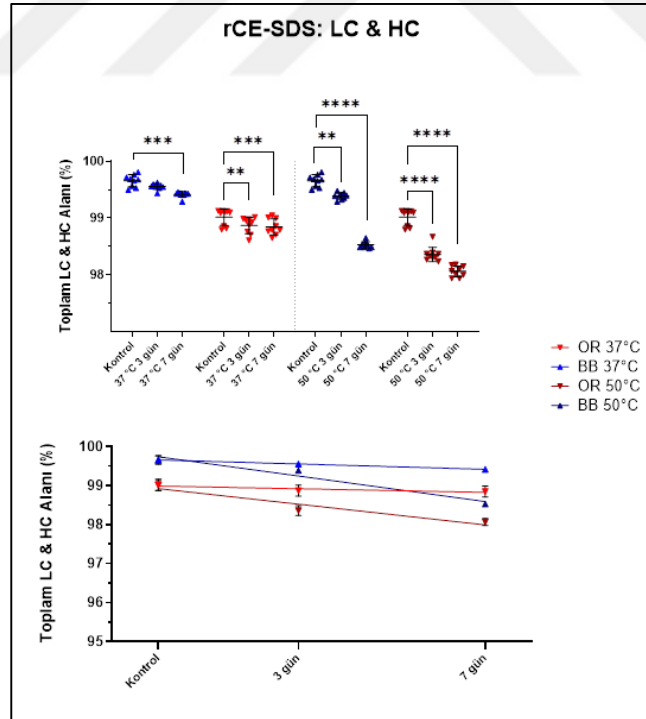 rCE-SDS: LC & HC
*** *** ** **** ** **** ****
Toplam LC & HC Alanı (%)
100
99
98
Kontrol 37 °C 3 gün 37 °C 7 gün Kontrol 37 °C 3 gün 37 °C 7 gün Kontrol 50 °C 3 gün 50 °C 7 gün Kontrol 50 °C 3 gün 50 °C 7 gün
OR 37°C
BB 37°C
OR 50°C
BB 50°C
Toplam LC & HC Alanı (%)
100
99
98
97
96
95
Kontrol 3 gün 7 gün